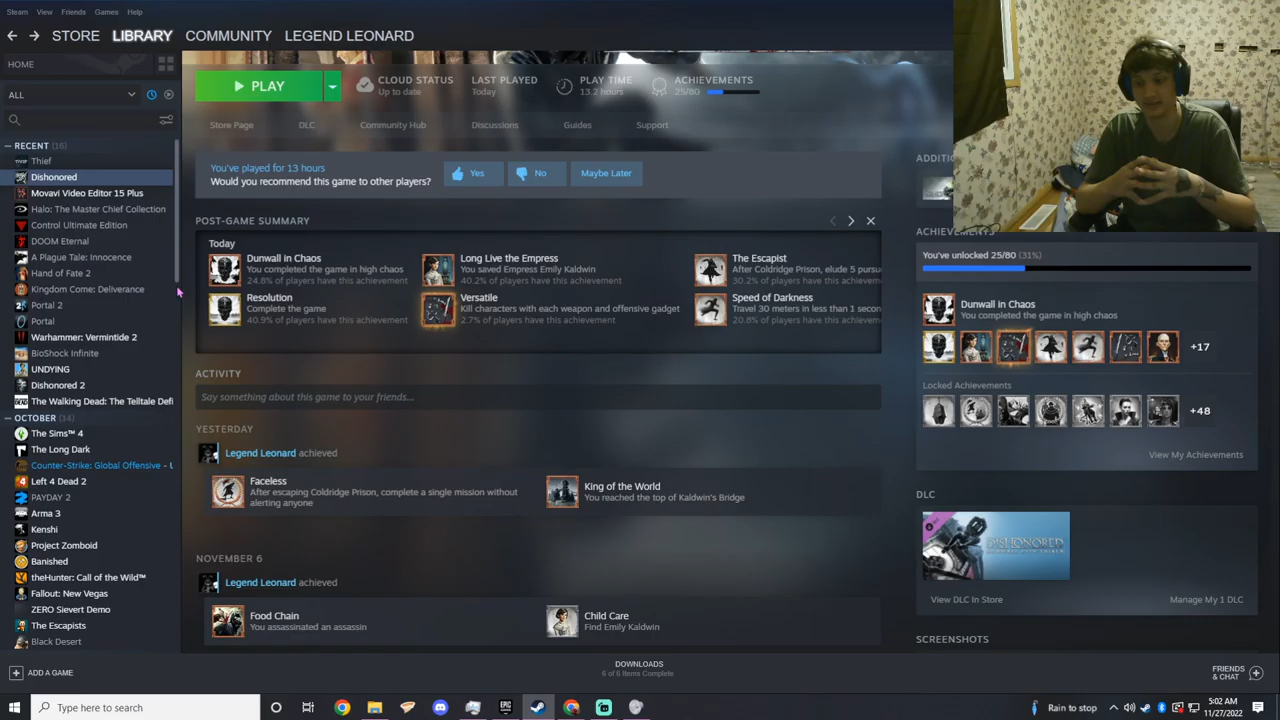 Steam View Friends Games Help
STORE LIBRARY COMMUNITY LEGEND LEONARD
HOME
ALL
RECENT (16)
Thief
Dishonored
Movavi Video Editor 15 Plus
Halo: The Master Chief Collection
Control Ultimate Edition
DOOM Eternal
A Plague Tale: Innocence
Hand of Fate 2
Kingdom Come: Deliverance
Portal 2
Portal
Warhammer: Vermintide 2
BioShock Infinite
UNDYING
Dishonored 2
The Walking Dead: The Telltale Defi
OCTOBER (14)
The Sims™ 4
The Long Dark
Counter-Strike: Global Offensive - U
Left 4 Dead 2
PAYDAY 2
Arma 3
Kenshi
Project Zomboid
Banished
theHunter: Call of the Wild™
Fallout: New Vegas
ZERO Sievert Demo
The Escapists
Black Desert
PLAY
CLOUD STATUS
Up to date
LAST PLAYED
Today
PLAY TIME
13.2 hours
ACHIEVEMENTS
25/80
Store Page DLC Community Hub Discussions Guides Support
You've played for 13 hours
Would you recommend this game to other players?
Yes No Maybe Later
POST-GAME SUMMARY
Today
Dunwall in Chaos
You completed the game in high chaos
24.8% of players have this achievement
Long Live the Empress
You saved Empress Emily Kaldwin
40.2% of players have this achievement
The Escapist
After Coldridge Prison, elude 5 pursu
30.2% of players have this achievement
Resolution
Complete the game
40.9% of players have this achievement
Versatile
Kill characters with each weapon and offensive gadget
2.7% of players have this achievement
Speed of Darkness
Travel 30 meters in less than 1 secon
20.8% of players have this achievement
ACTIVITY
Say something about this game to your friends...
YESTERDAY
Legend Leonard achieved
Faceless
After escaping Coldridge Prison, complete a single mission without
alerting anyone
King of the World
You reached the top of Kaldwin's Bridge
NOVEMBER 6
Legend Leonard achieved
Food Chain
You assassinated an assassin
Child Care
Find Emily Kaldwin
ADDITI
ACHIEVEMENTS
You've unlocked 25/80 (31%)
Dunwall in Chaos
You completed the game in high chaos
+17
Locked Achievements
+48
View My Achievements
DLC
DISHONORED
View DLC In Store
Manage My 1 DLC
SCREENSHOTS
ADD A GAME
DOWNLOADS
6 of 6 Items Complete
FRIENDS
& CHAT
Type here to search
EPIC
Rain to stop
5:02 AM
11/27/2022